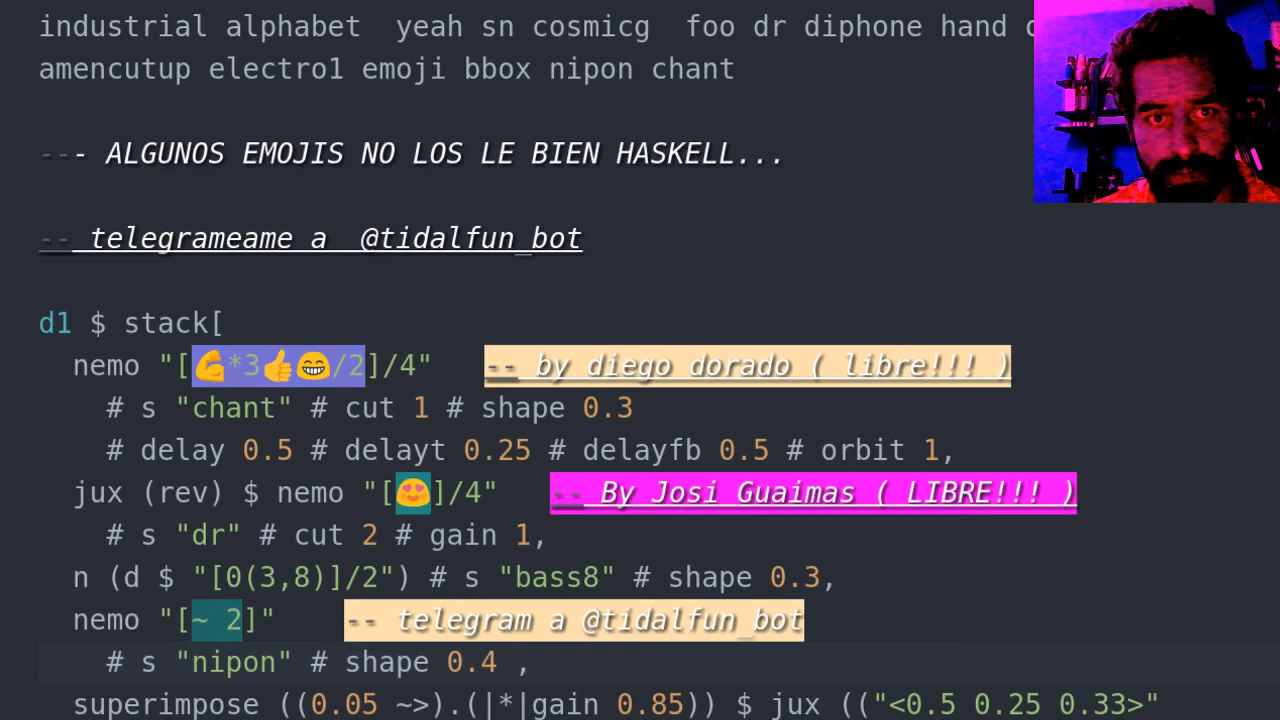 industrial alphabet  yeah sn cosmicg  foo dr diphone hand
amencutup electro1 emoji bbox nipon chant
--- ALGUNOS EMOJIS NO LOS LE BIEN HASKELL...
-- telegrameame a  @tidalfun_bot
d1 $ stack[
nemo "[💪*3👍😁/2]/4"   -- by diego dorado ( libre!!! )
# s "chant" # cut 1 # shape 0.3
# delay 0.5 # delayt 0.25 # delayfb 0.5 # orbit 1,
jux (rev) $ nemo "[😍]/4"   -- By Josi Guaimas ( LIBRE!!! )
# s "dr" # cut 2 # gain 1,
n (d $ "[0(3,8)]/2") # s "bass8" # shape 0.3,
nemo "[~ 2]"    -- telegram a @tidalfun_bot
# s "nipon" # shape 0.4 ,
superimpose ((0.05 ~>).(|*|gain 0.85)) $ jux (("<0.5 0.25 0.33>"